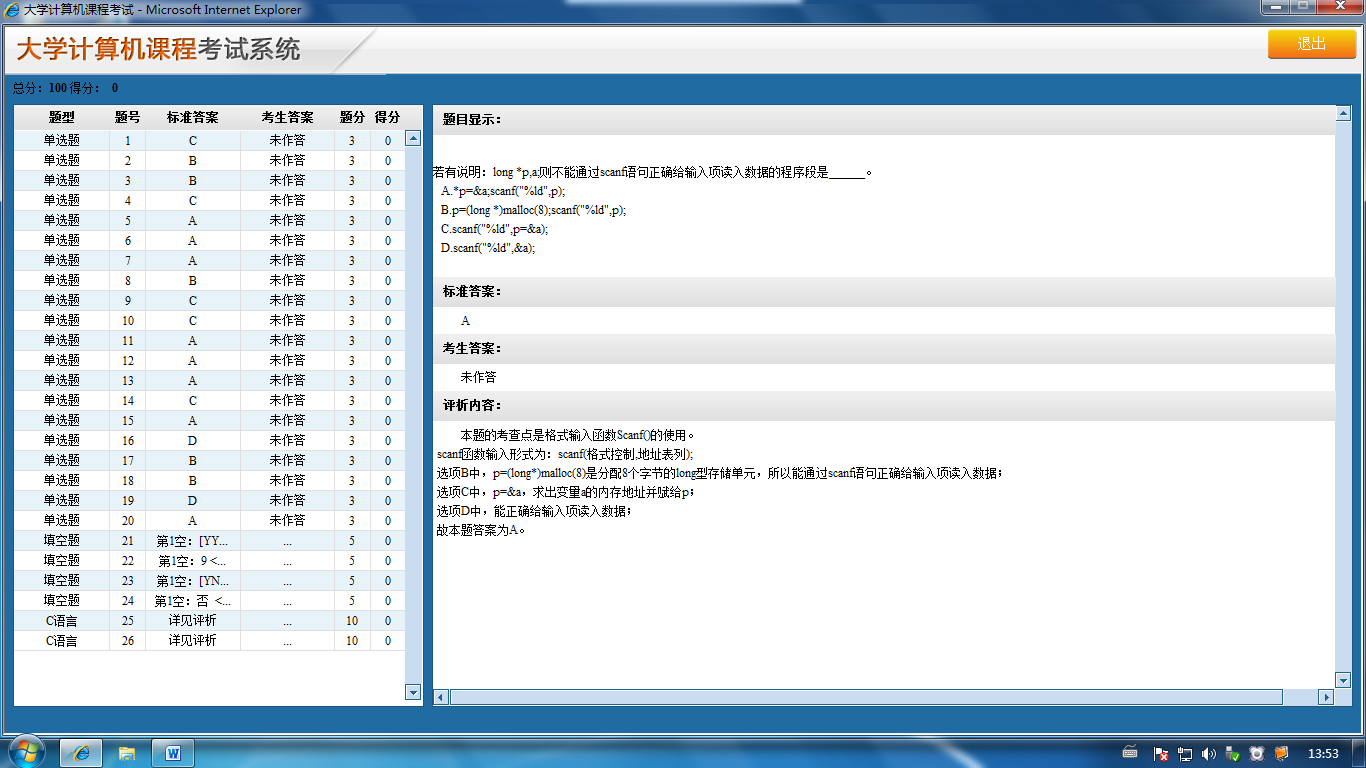 大学计算机课程考试 - Microsoft Internet Explorer
大学计算机课程考试系统
退出
总分：100 得分： 0
题型 题号 标准答案 考生答案 题分 得分
单选题 1 C 未作答 3 0
单选题 2 B 未作答 3 0
单选题 3 B 未作答 3 0
单选题 4 C 未作答 3 0
单选题 5 A 未作答 3 0
单选题 6 A 未作答 3 0
单选题 7 A 未作答 3 0
单选题 8 B 未作答 3 0
单选题 9 C 未作答 3 0
单选题 10 C 未作答 3 0
单选题 11 A 未作答 3 0
单选题 12 A 未作答 3 0
单选题 13 A 未作答 3 0
单选题 14 C 未作答 3 0
单选题 15 A 未作答 3 0
单选题 16 D 未作答 3 0
单选题 17 B 未作答 3 0
单选题 18 B 未作答 3 0
单选题 19 D 未作答 3 0
单选题 20 A 未作答 3 0
填空题 21 第1空：[YY... ... 5 0
填空题 22 第1空：9 <... ... 5 0
填空题 23 第1空：[YN... ... 5 0
填空题 24 第1空：否 <... ... 5 0
C语言 25 详见评析 ... 10 0
C语言 26 详见评析 ... 10 0
题目显示：
若有说明：long *p,a;则不能通过scanf语句正确给输入项读入数据的程序段是______。
A.*p=&a;scanf("%ld",p);
B.p=(long *)malloc(8);scanf("%ld",p);
C.scanf("%ld",p=&a);
D.scanf("%ld",&a);
标准答案：
A
考生答案：
未作答
评析内容：
本题的考查点是格式输入函数Scanf()的使用。
scanf函数输入形式为：scanf(格式控制,地址表列);
选项B中，p=(long*)malloc(8)是分配8个字节的long型存储单元，所以能通过scanf语句正确给输入项读入数据；
选项C中，p=&a，求出变量a的内存地址并赋给p；
选项D中，能正确给输入项读入数据；
故本题答案为A。
13:53